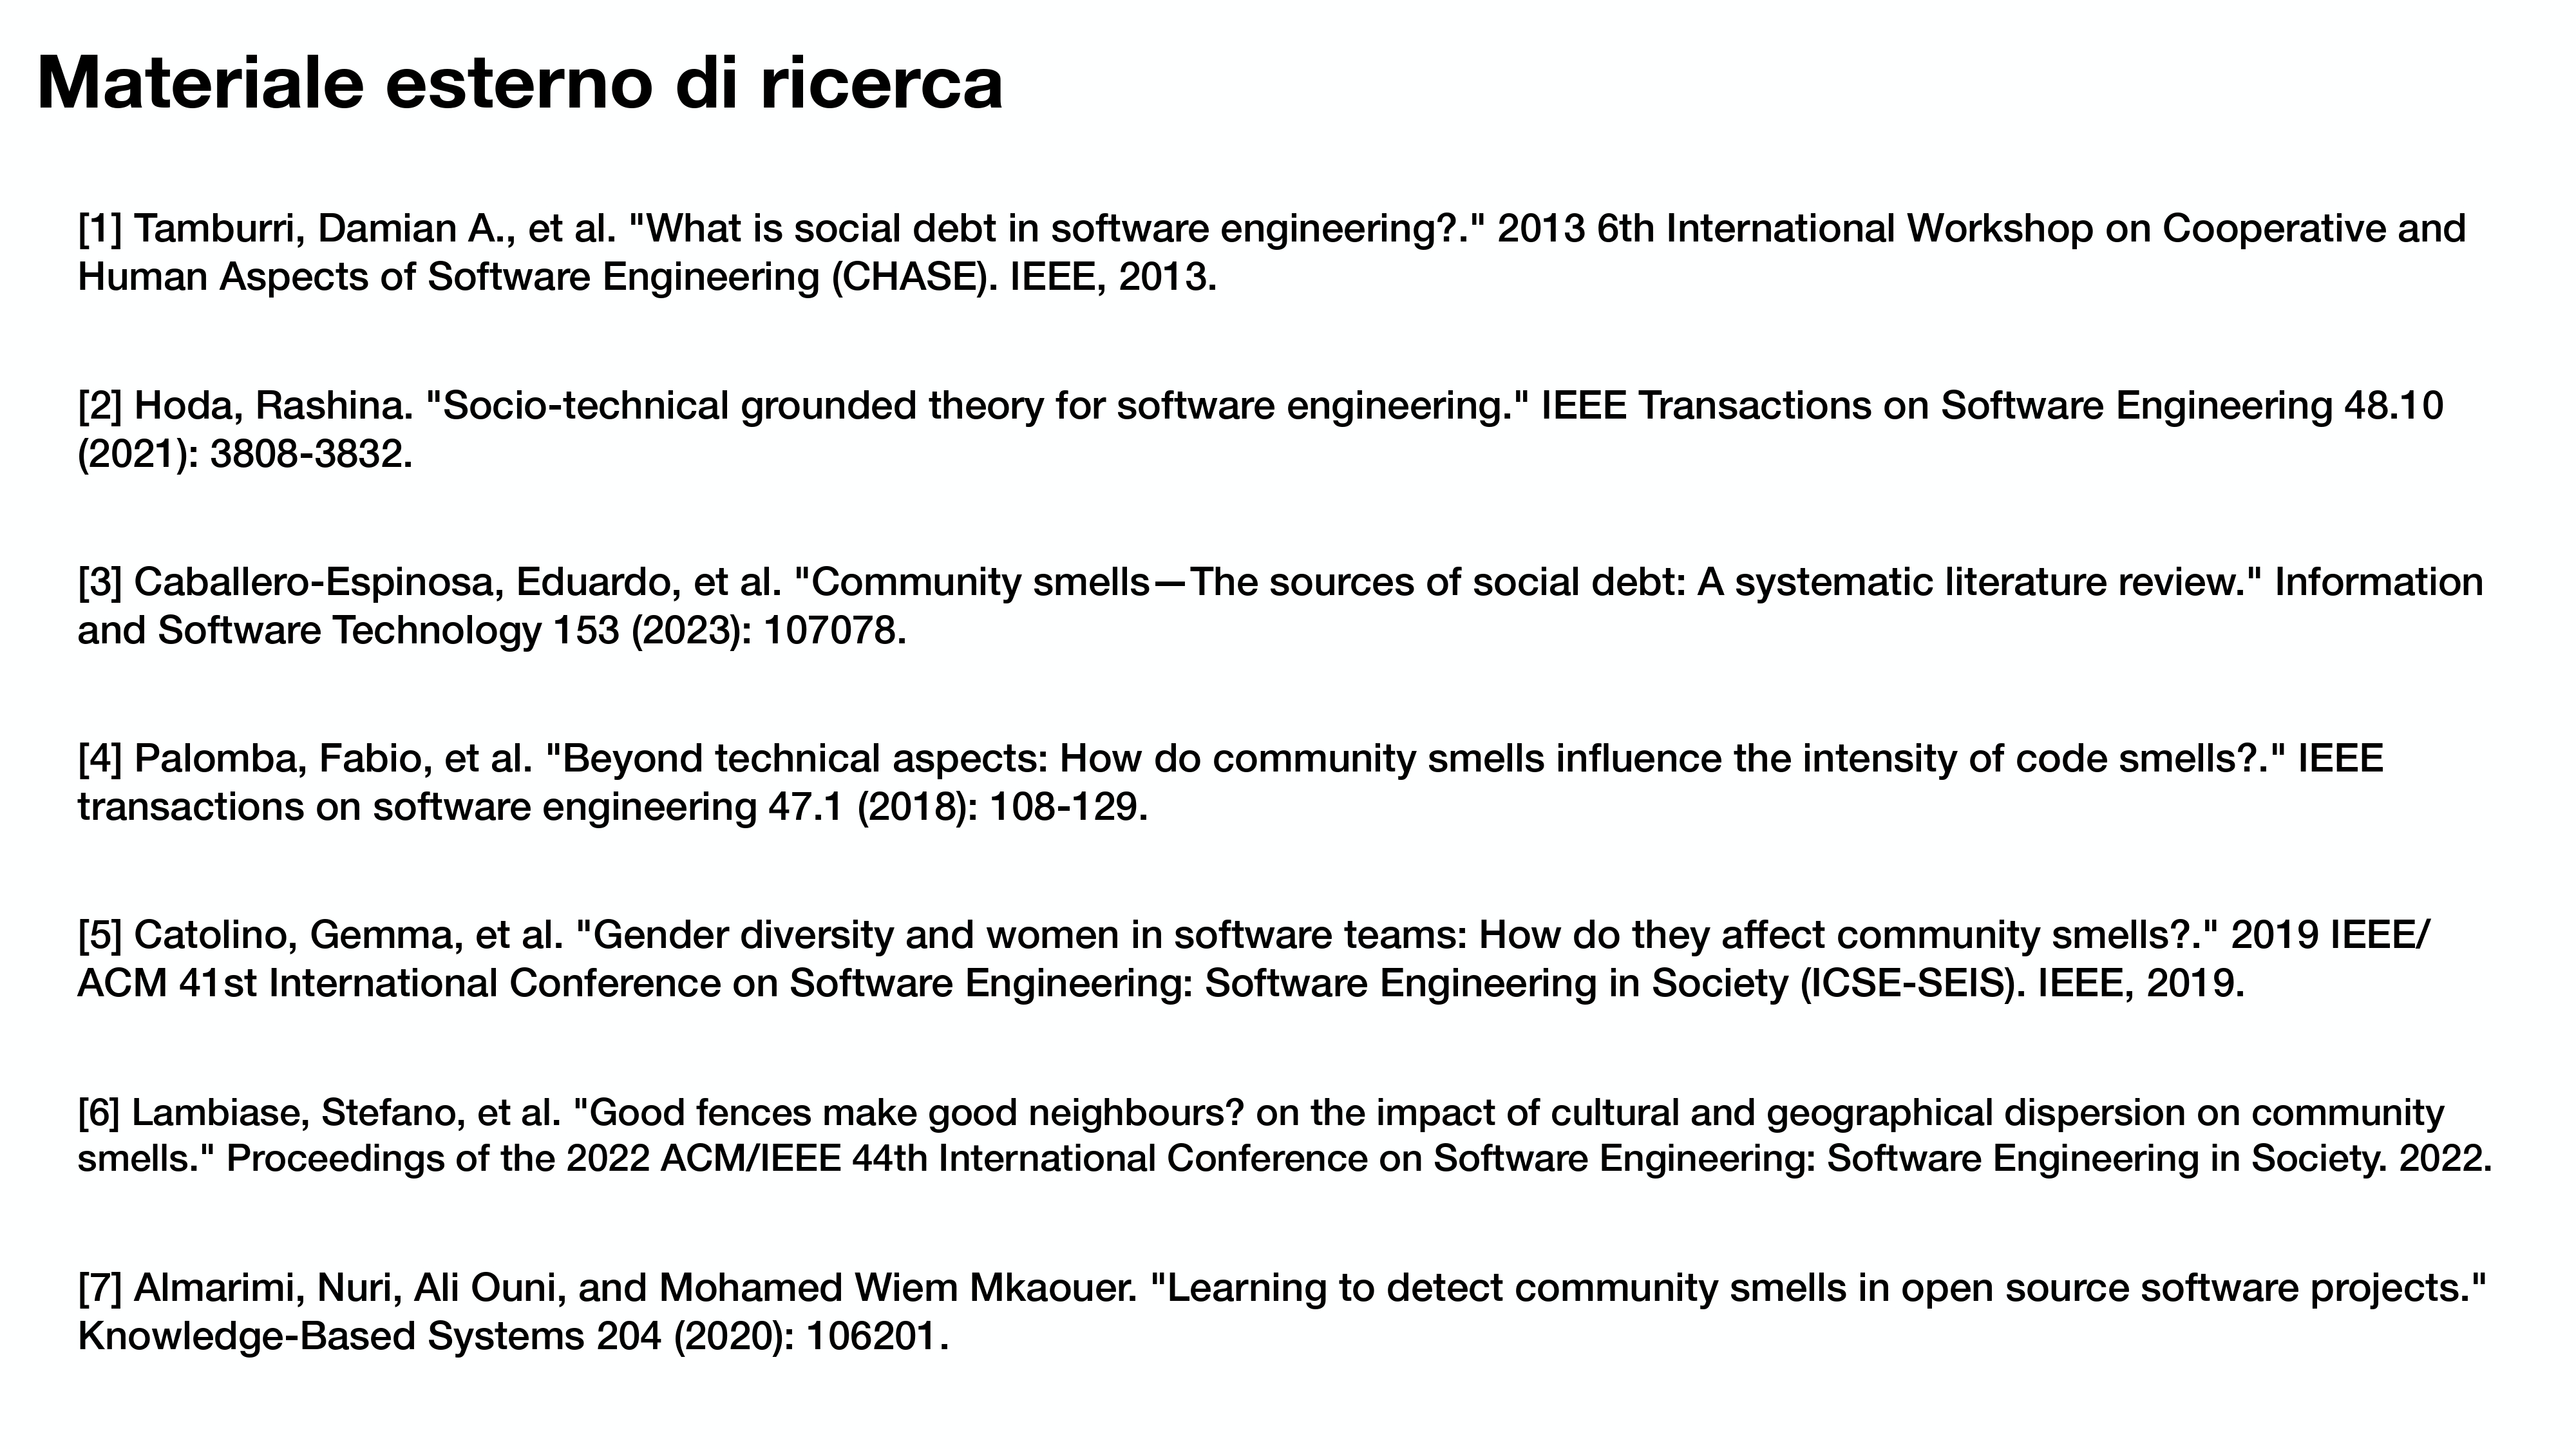 Materiale esterno di ricerca
[1] Tamburri, Damian A., et al. "What is social debt in software engineering?." 2013 6th International Workshop on Cooperative and
Human Aspects of Software Engineering (CHASE). IEEE, 2013.
[2] Hoda, Rashina. "Socio-technical grounded theory for software engineering." IEEE Transactions on Software Engineering 48.10
(2021): 3808-3832.
[3] Caballero-Espinosa, Eduardo, et al. "Community smells—The sources of social debt: A systematic literature review." Information
and Software Technology 153 (2023): 107078.
[4] Palomba, Fabio, et al. "Beyond technical aspects: How do community smells influence the intensity of code smells?." IEEE
transactions on software engineering 47.1 (2018): 108-129.
[5] Catolino, Gemma, et al. "Gender diversity and women in software teams: How do they affect community smells?." 2019 IEEE/
ACM 41st International Conference on Software Engineering: Software Engineering in Society (ICSE-SEIS). IEEE, 2019.
[6] Lambiase, Stefano, et al. "Good fences make good neighbours? on the impact of cultural and geographical dispersion on community
smells." Proceedings of the 2022 ACM/IEEE 44th International Conference on Software Engineering: Software Engineering in Society. 2022.
[7] Almarimi, Nuri, Ali Ouni, and Mohamed Wiem Mkaouer. "Learning to detect community smells in open source software projects."
Knowledge-Based Systems 204 (2020): 106201.